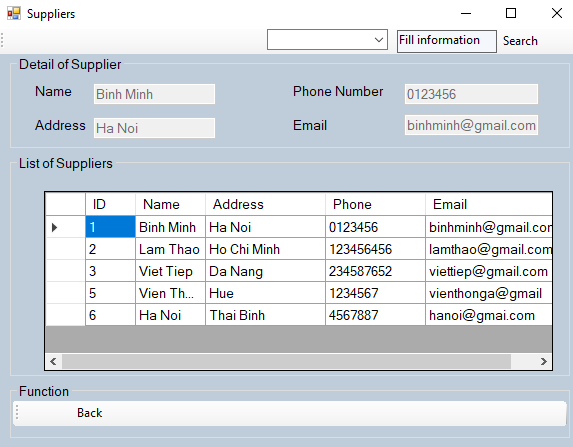 Suppliers
Fill information Search
Detail of Supplier
Name Binh Minh Phone Number 0123456
Address Ha Noi Email binhminh@gmail.com
List of Suppliers
ID Name Address Phone Email
1 Binh Minh Ha Noi 0123456 binhminh@gmail.con
2 Lam Thao Ho Chi Minh 123456456 lamthao@gmail.com
3 Viet Tiep Da Nang 234587652 viettiep@gmail.com
5 Vien Th... Hue 1234567 vienthonga@gmail
6 Ha Noi Thai Binh 4567887 hanoi@gmai.com
Function
Back